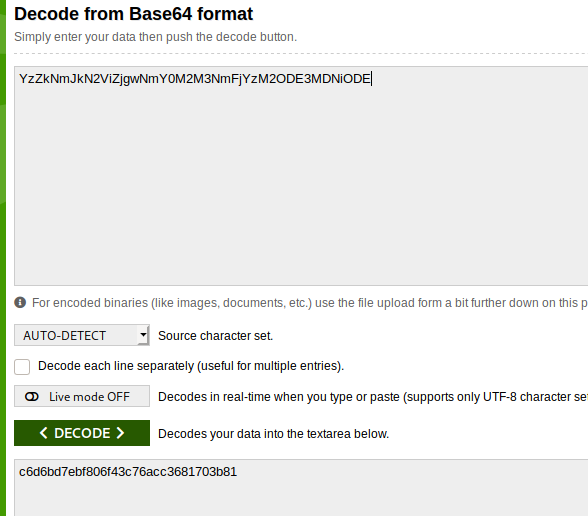 Decode from Base64 format
Simply enter your data then push the decode button.
YzZkNmJkN2ViZjgwNmY0M2M3NmFjYzM2ODE3MDNiODE
For encoded binaries (like images, documents, etc.) use the file upload form a bit further down on this p
AUTO-DETECT Source character set.
Decode each line separately (useful for multiple entries).
Live mode OFF Decodes in real-time when you type or paste (supports only UTF-8 character set
< DECODE > Decodes your data into the textarea below.
c6d6bd7ebf806f43c76acc3681703b81